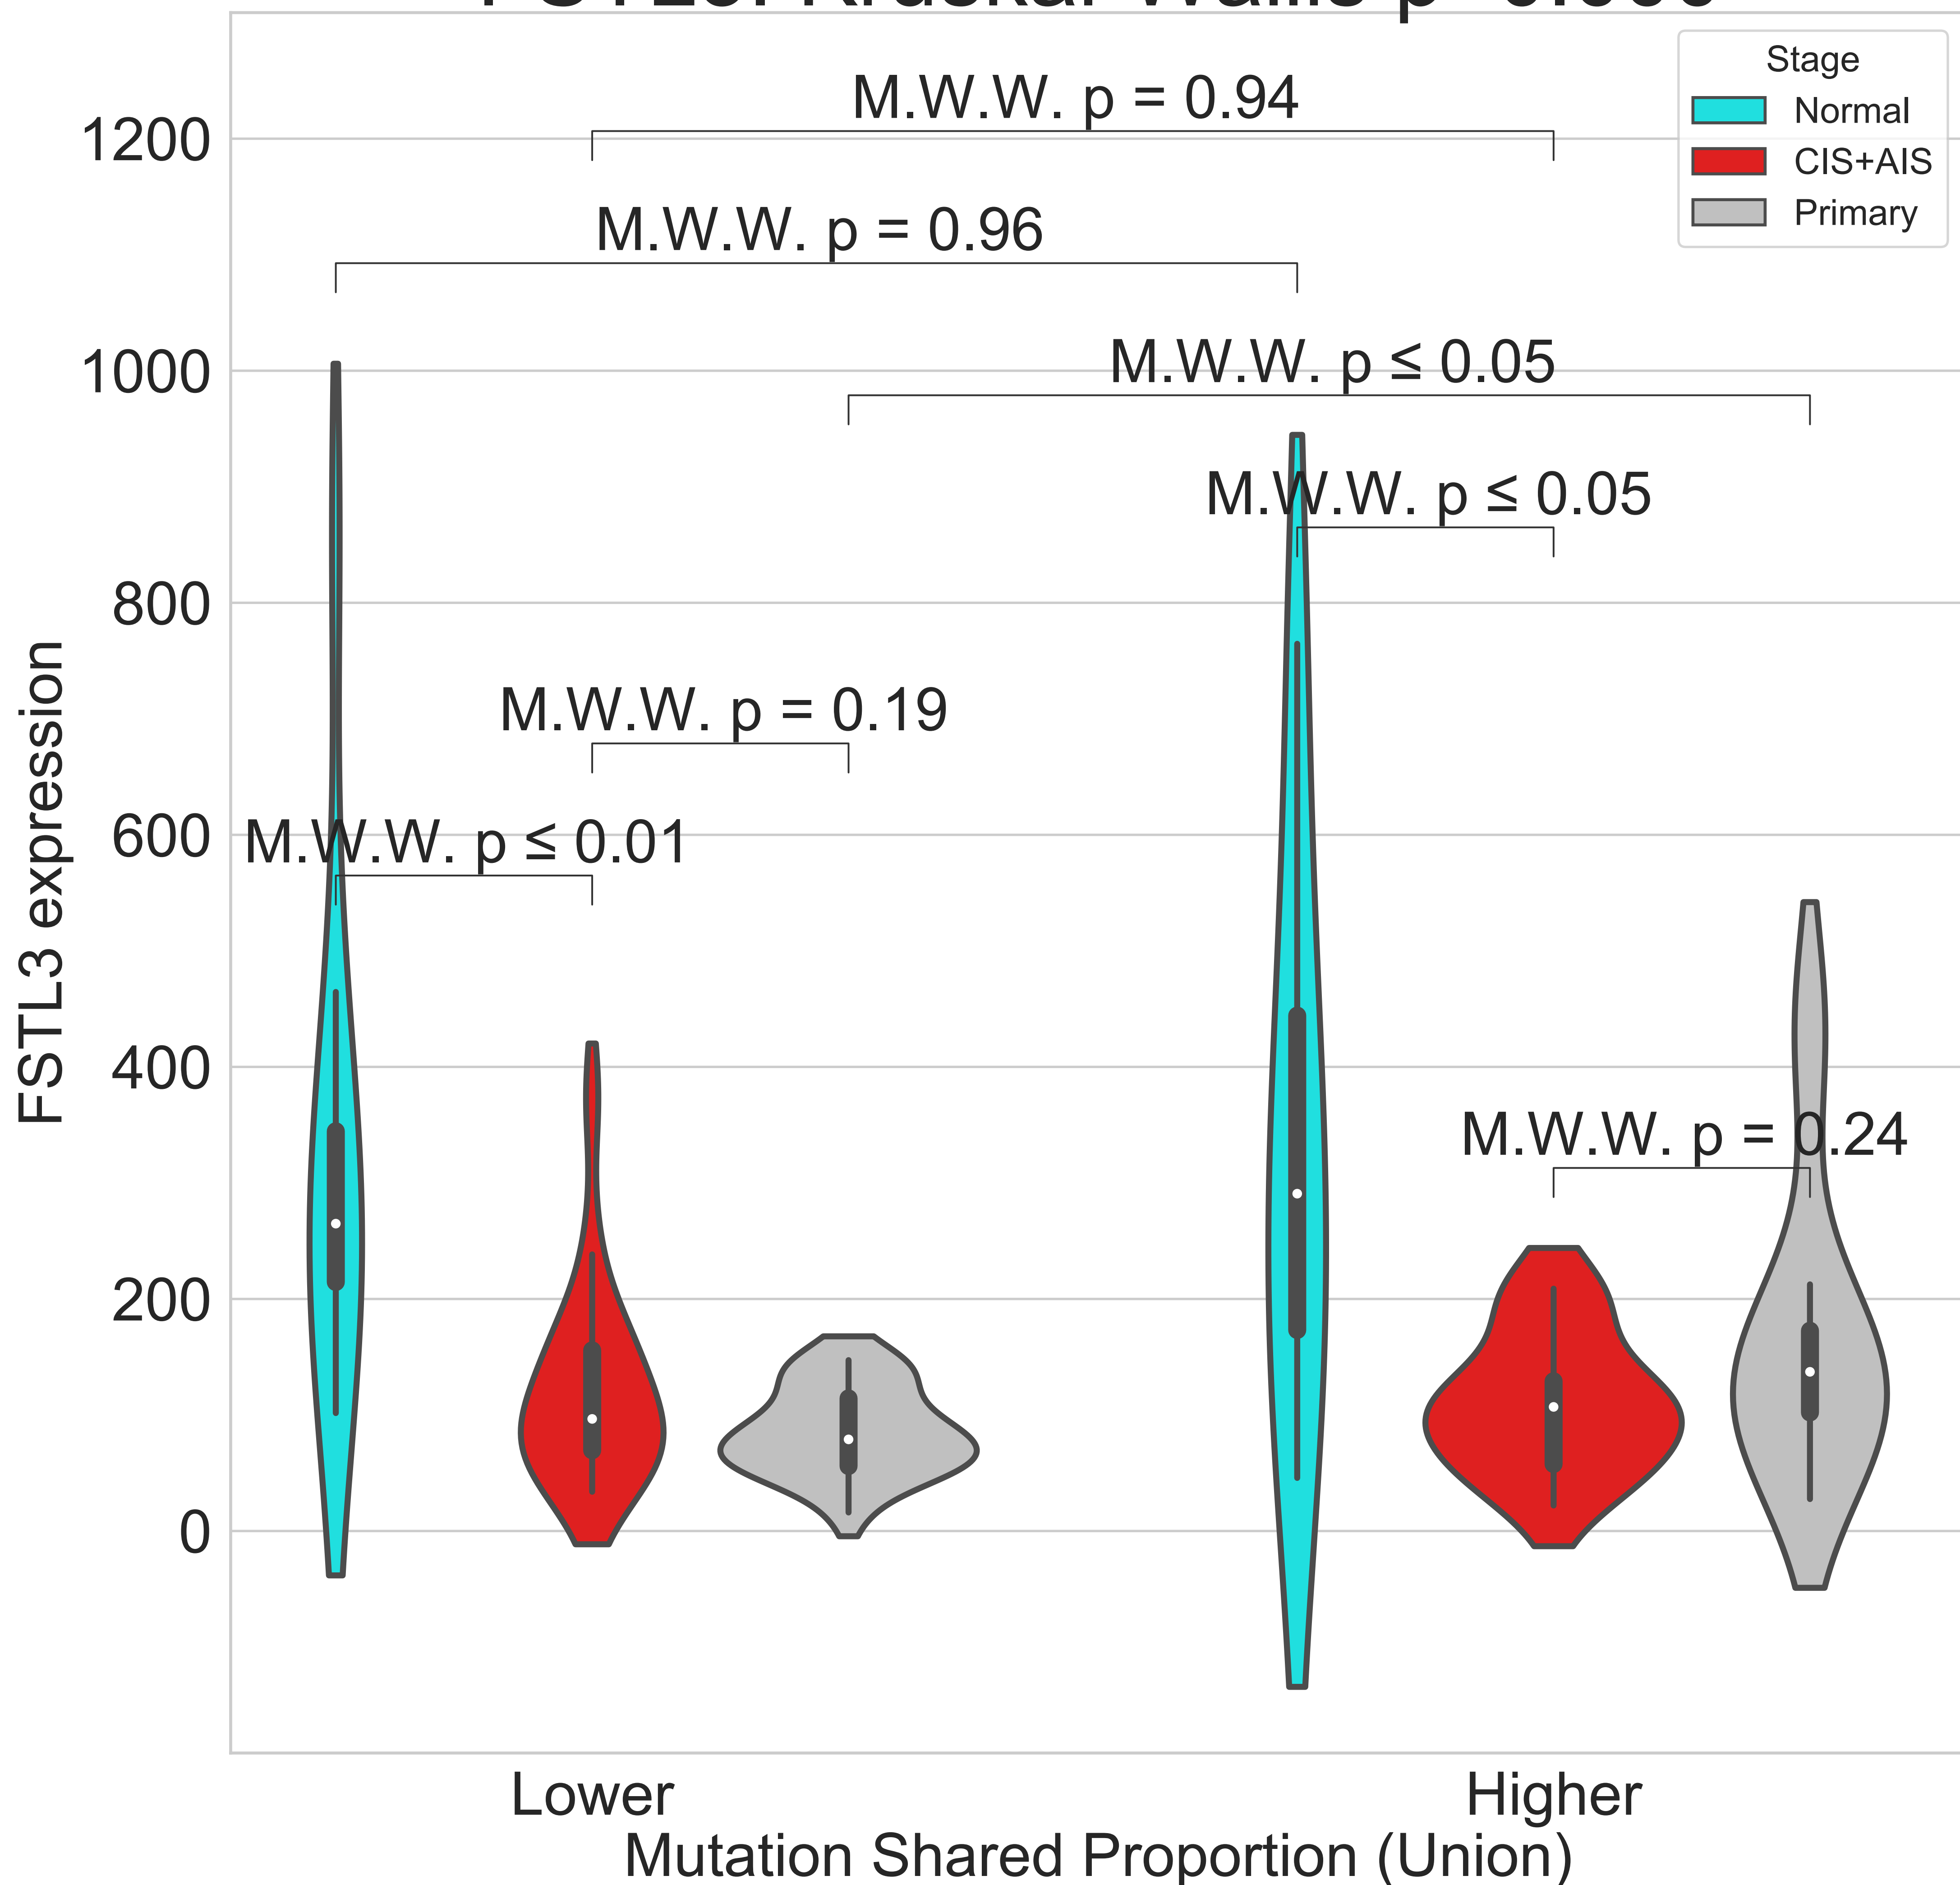 Stage
Normal
CIS+AIS
Primary
M.W.W. p = 0.94
M.W.W. p = 0.96
M.W.W. p ≤ 0.05
M.W.W. p ≤ 0.05
M.W.W. p = 0.19
M.W.W. p ≤ 0.01
M.W.W. p = 0.24
1200
1000
800
600
400
200
0
FSTL3 expression
Lower
Higher
Mutation Shared Proportion (Union)